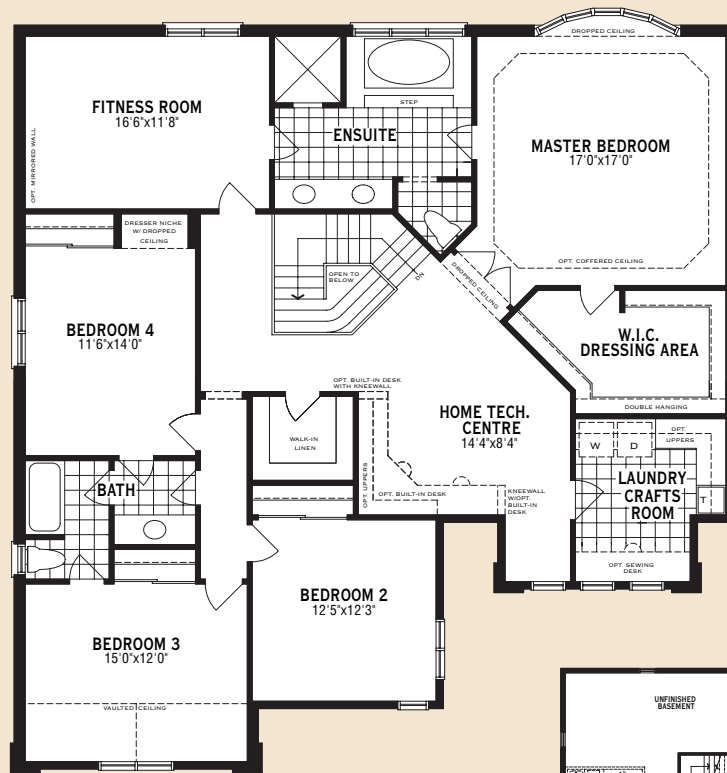 DROPPED CEILING
FITNESS ROOM
16'6"x11'8"
OPT. MIRRORED WALL
STEP
ENSUITE
MASTER BEDROOM
17'0"x17'0"
OPT. COFFERED CEILING
DRESSER NICHE
W/ DROPPED
CEILING
OPEN TO
BELOW
DN
DROPPED CEILING
BEDROOM 4
11'6"x14'0"
W.I.C.
DRESSING AREA
DOUBLE HANGING
OPT. BUILT-IN DESK
WITH KNEEWALL
HOME TECH.
CENTRE
14'4"x8'4"
WALK-IN
LINEN
OPT. UPPERS
OPT. BUILT-IN DESK
KNEEWALL
W/OPT.
BUILT-IN
DESK
W
D
OPT.
UPPERS
LAUNDRY
CRAFTS
ROOM
T
OPT. SEWING
DESK
BATH
BEDROOM 2
12'5"x12'3"
BEDROOM 3
15'0"x12'0"
VAULTED CEILING
UNFINISHED
BASEMENT